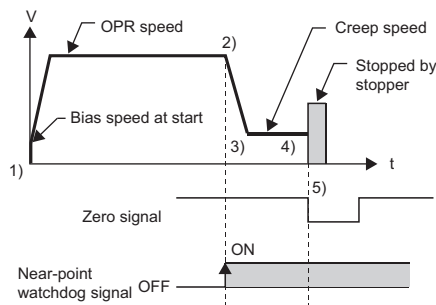 V
OPR speed
2)
Creep speed
Stopped by
stopper
Bias speed at start
3)
4)
1)
t
5)
Zero signal
ON
Near-point
watchdog signal
OFF